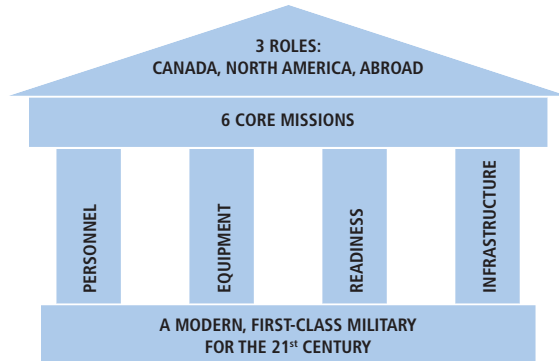 3 ROLES:
CANADA, NORTH AMERICA, ABROAD
6 CORE MISSIONS
PERSONNEL
EQUIPMENT
READINESS
INFRASTRUCTURE
A MODERN, FIRST-CLASS MILITARY
FOR THE 21st CENTURY